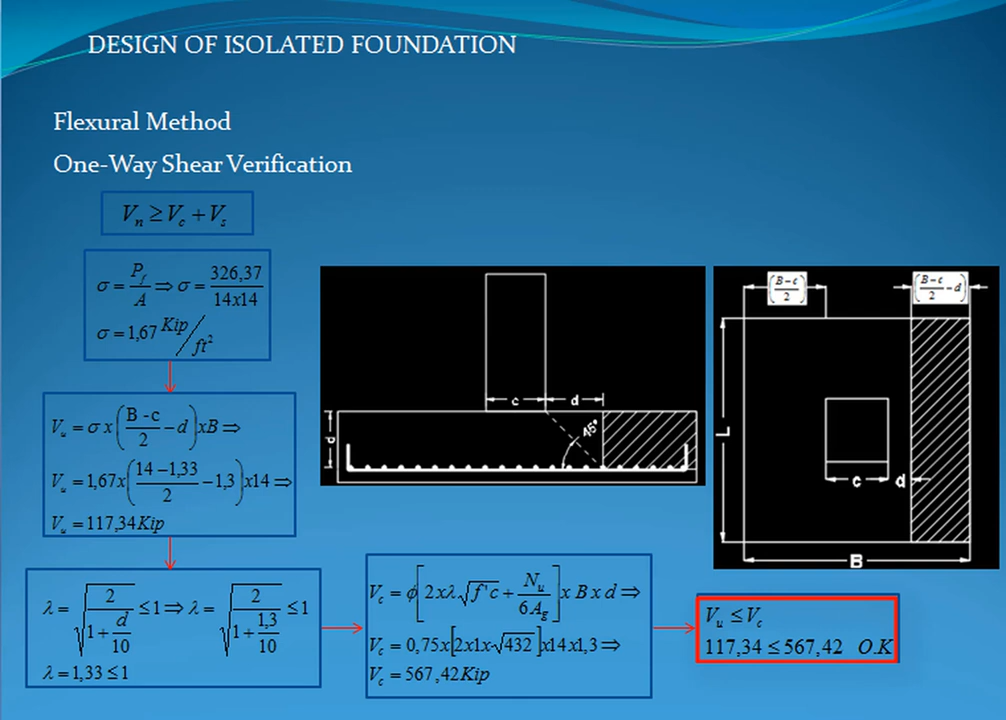 DESIGN OF ISOLATED FOUNDATION
Flexural Method
One-Way Shear Verification
Vₙ ≥ V_c + V_s
σ = P_f / A ⇒ σ = 326,37 / 14x14
σ = 1,67 Kip / ft²
V_u = σ x ( (B - c) / 2 − d ) xB ⇒
V_u = 1,67 x ( (14 − 1,33) / 2 − 1,3 ) x14 ⇒
V_u = 117,34 Kip
λ = √( 2 / (1 + d / 10) ) ≤ 1 ⇒ λ = √( 2 / (1 + 1,3 / 10) ) ≤ 1
λ = 1,33 ≤ 1
V_c = ϕ [ 2xλ √f'c + N_u / 6A_g ] x B x d ⇒
V_c = 0,75x[2x1x√432]x14x1,3 ⇒
V_c = 567,42 Kip
V_u ≤ V_c
117,34 ≤ 567,42 O.K
c d
d
45°
( (B − c) / 2 )
( (B − c) / 2 − d )
L
c d
B